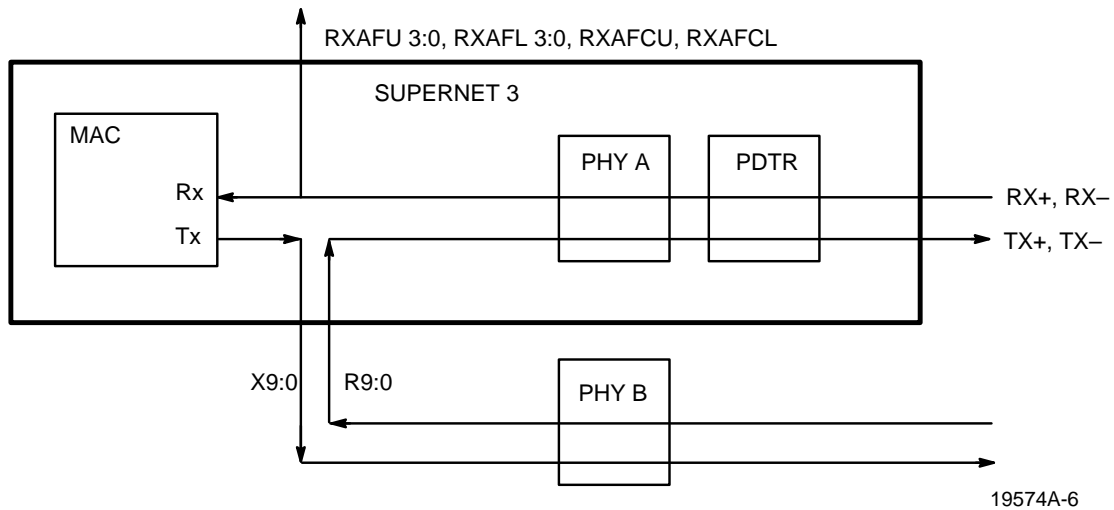 RXAFU 3:0, RXAFL 3:0, RXAFCU, RXAFCL
SUPERNET 3
MAC
PHY A
PDTR
Rx
RX+, RX–
Tx
TX+, TX–
X9:0
R9:0
PHY B
19574A-6